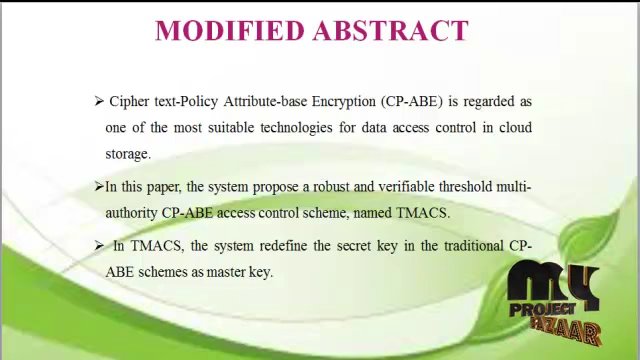 MODIFIED ABSTRACT
➢ Cipher text-Policy Attribute-base Encryption (CP-ABE) is regarded as
one of the most suitable technologies for data access control in cloud
storage.
➢In this paper, the system propose a robust and verifiable threshold multi-
authority CP-ABE access control scheme, named TMACS.
➢ In TMACS, the system redefine the secret key in the traditional CP-
ABE schemes as master key.
MY
PROJECT
BAZAAR